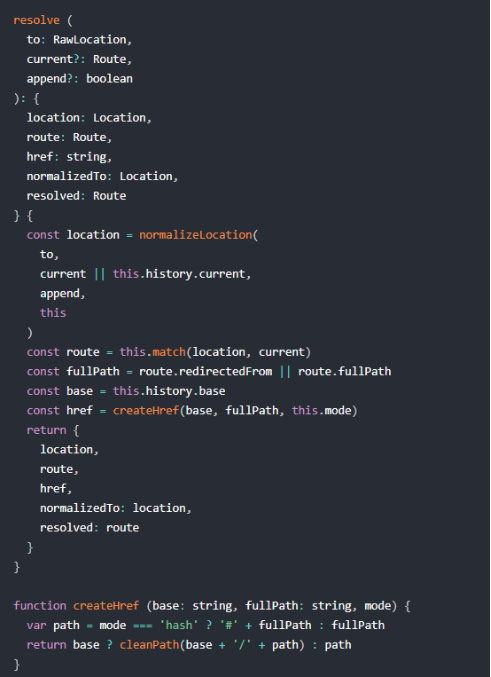 resolve (
  to: RawLocation,
  current?: Route,
  append?: boolean
): {
  location: Location,
  route: Route,
  href: string,
  normalizedTo: Location,
  resolved: Route
} {
  const location = normalizeLocation(
    to,
    current || this.history.current,
    append,
    this
  )
  const route = this.match(location, current)
  const fullPath = route.redirectedFrom || route.fullPath
  const base = this.history.base
  const href = createHref(base, fullPath, this.mode)
  return {
    location,
    route,
    href,
    normalizedTo: location,
    resolved: route
  }
}

function createHref (base: string, fullPath: string, mode) {
  var path = mode === 'hash' ? '#' + fullPath : fullPath
  return base ? cleanPath(base + '/' + path) : path
}